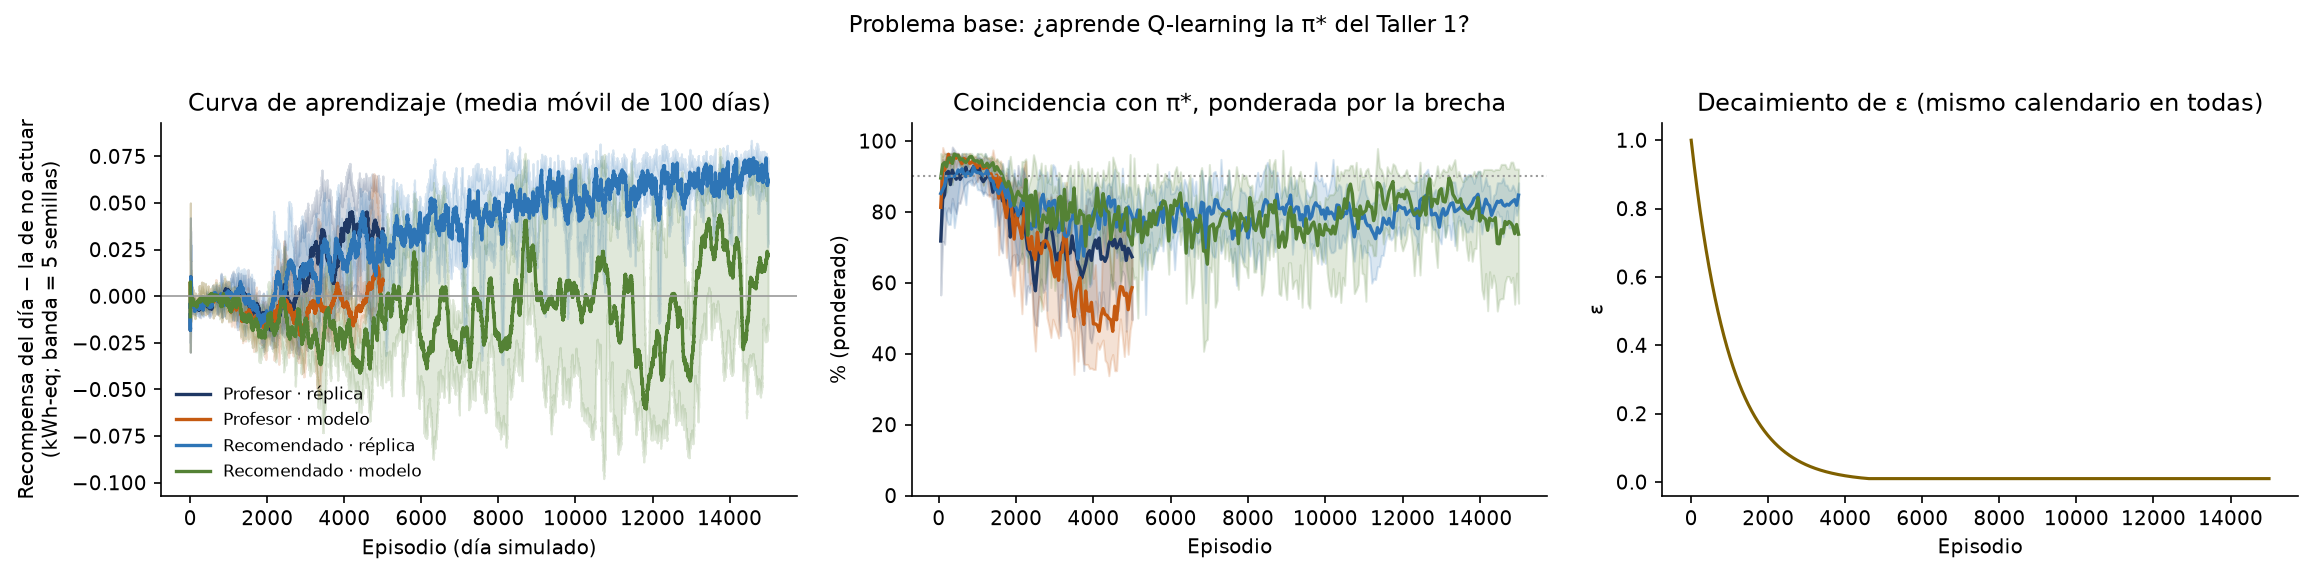 Problema base: ¿aprende Q-learning la π* del Taller 1?
Curva de aprendizaje (media móvil de 100 días)
Recompensa del día − la de no actuar
(kWh-eq; banda = 5 semillas)
0.075
0.050
0.025
0.000
−0.025
−0.050
−0.075
−0.100
Profesor · réplica
Profesor · modelo
Recomendado · réplica
Recomendado · modelo
0 2000 4000 6000 8000 10000 12000 14000
Episodio (día simulado)
Coincidencia con π*, ponderada por la brecha
% (ponderado)
100
80
60
40
20
0
0 2000 4000 6000 8000 10000 12000 14000
Episodio
Decaimiento de ε (mismo calendario en todas)
ε
1.0
0.8
0.6
0.4
0.2
0.0
0 2000 4000 6000 8000 10000 12000 14000
Episodio